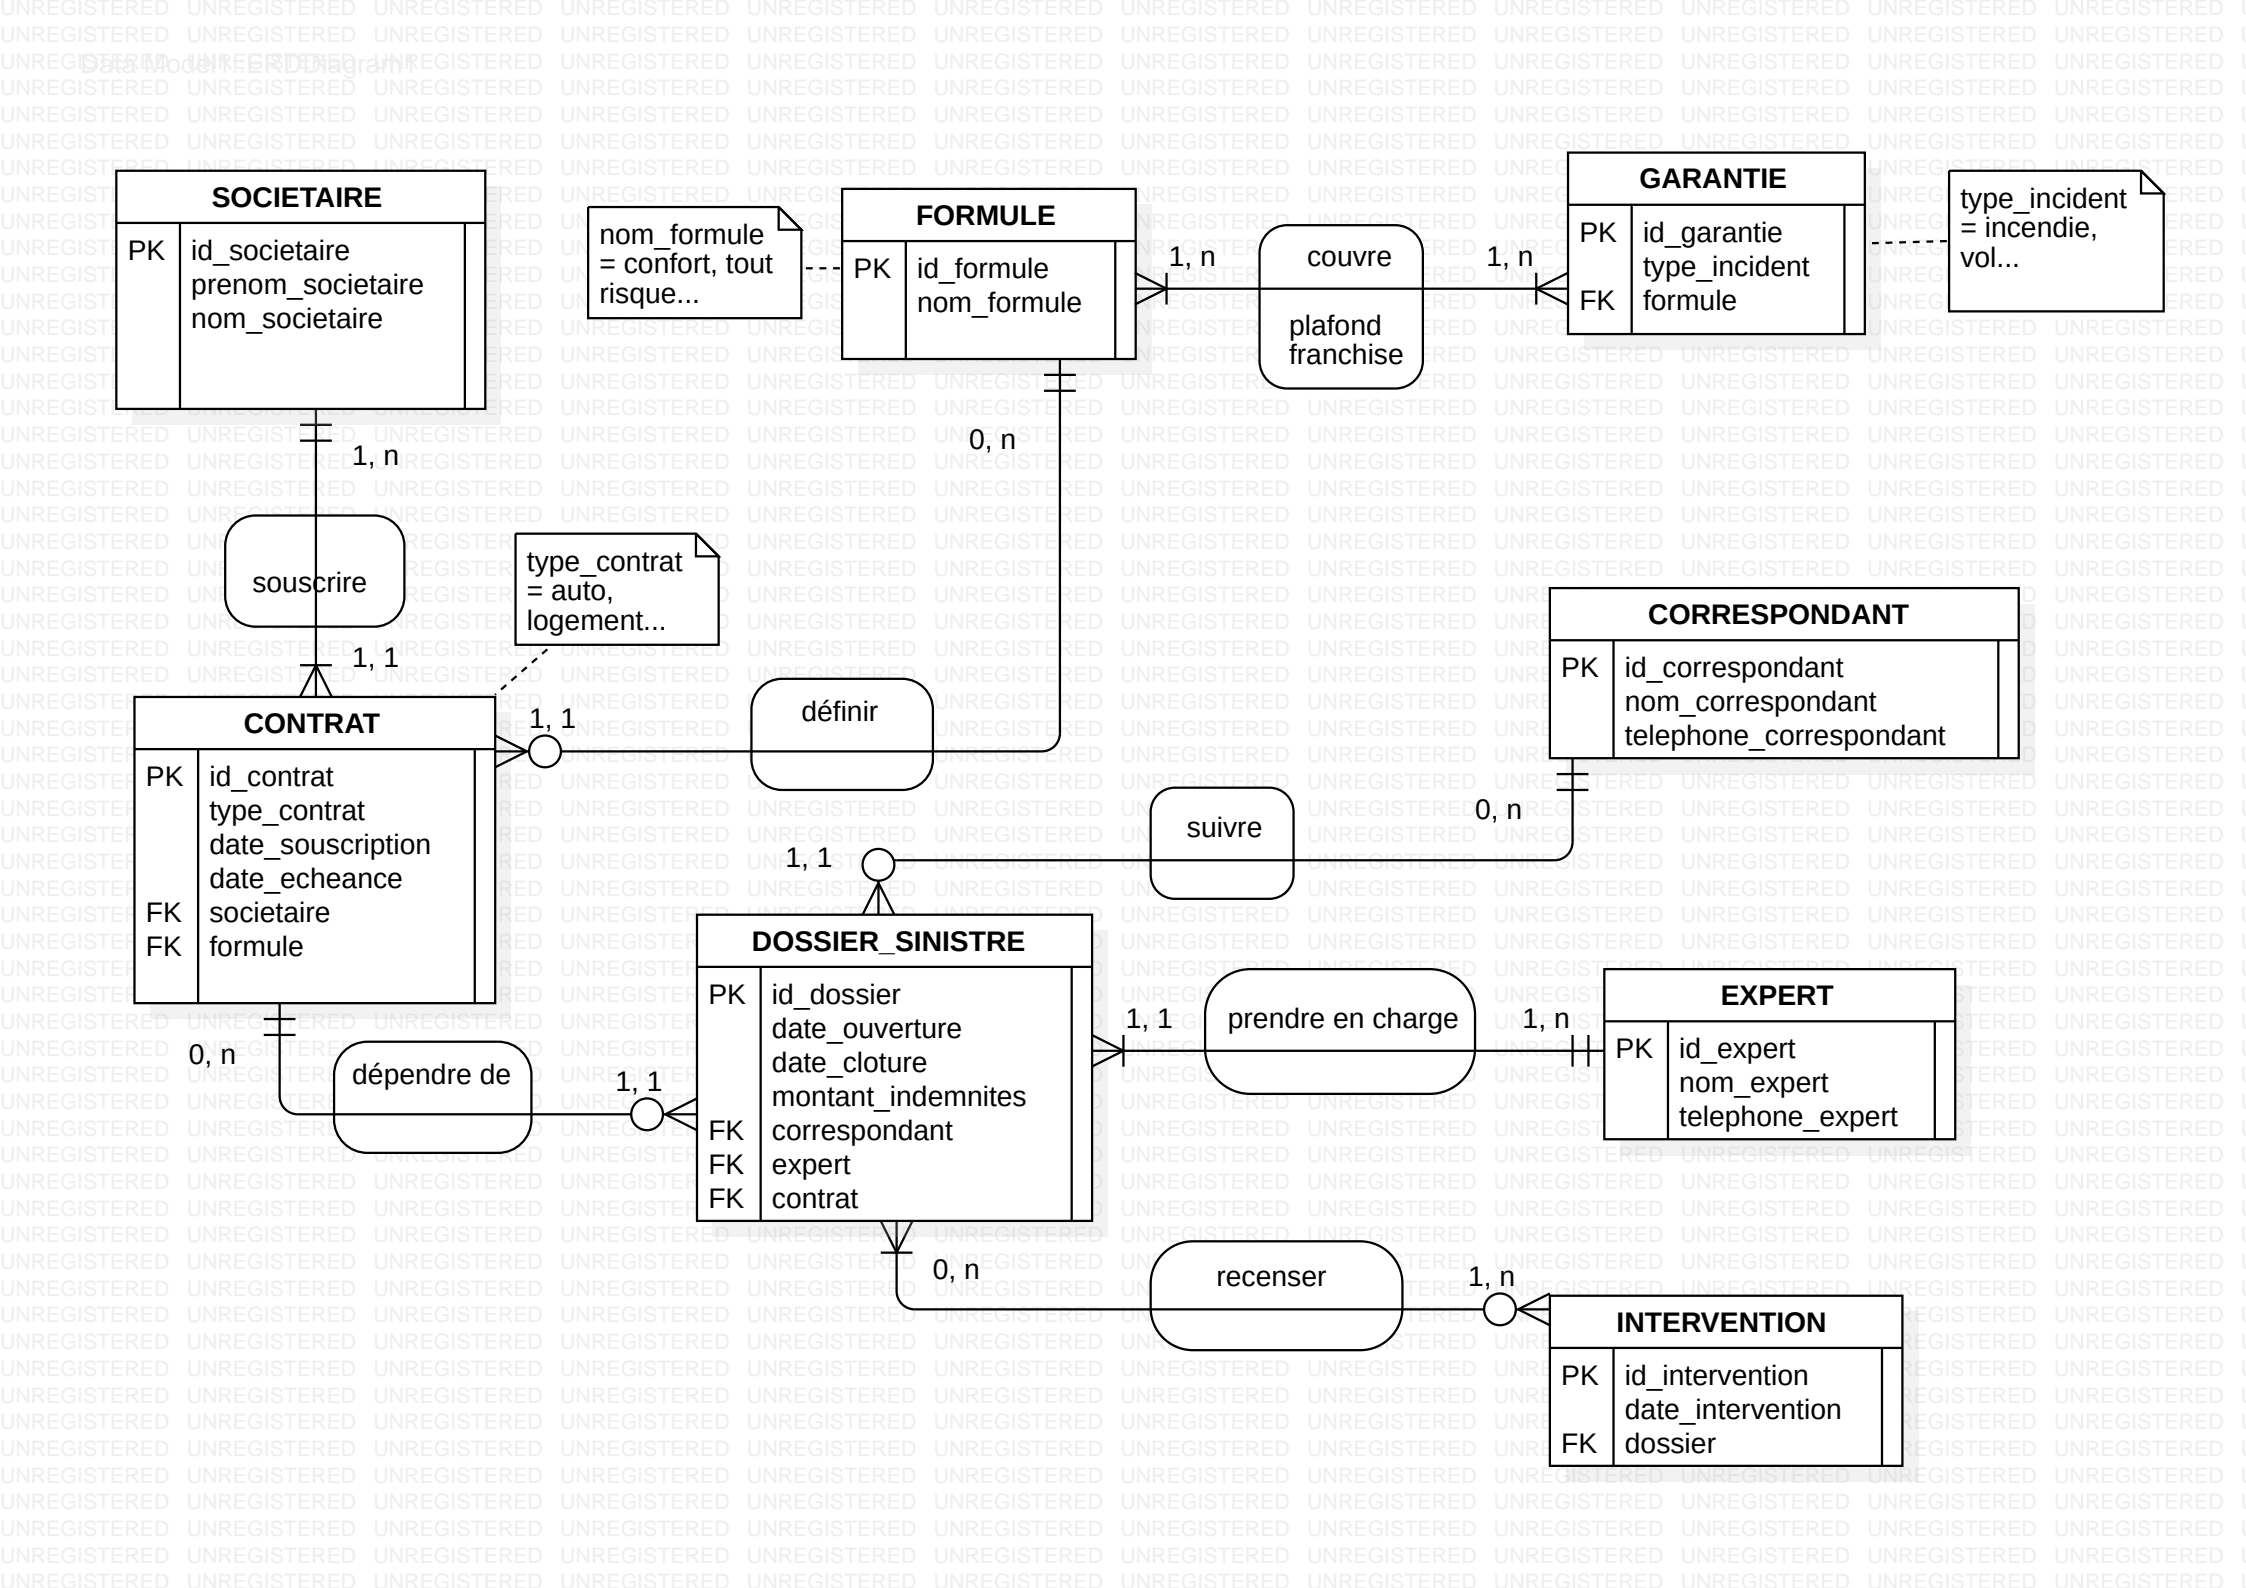 Data Model1::ERDDiagram1
SOCIETAIRE
PK id_societaire
prenom_societaire
nom_societaire
nom_formule
= confort, tout
risque...
FORMULE
PK id_formule
nom_formule
1, n
couvre
plafond
franchise
1, n
GARANTIE
PK id_garantie
type_incident
FK formule
type_incident
= incendie,
vol...
1, n
souscrire
1, 1
0, n
type_contrat
= auto,
logement...
CONTRAT
PK id_contrat
type_contrat
date_souscription
date_echeance
FK societaire
FK formule
1, 1
définir
CORRESPONDANT
PK id_correspondant
nom_correspondant
telephone_correspondant
0, n
suivre
1, 1
DOSSIER_SINISTRE
PK id_dossier
date_ouverture
date_cloture
montant_indemnites
FK correspondant
FK expert
FK contrat
0, n
dépendre de
1, 1
1, 1
prendre en charge
1, n
EXPERT
PK id_expert
nom_expert
telephone_expert
0, n
recenser
1, n
INTERVENTION
PK id_intervention
date_intervention
FK dossier
UNREGISTERED